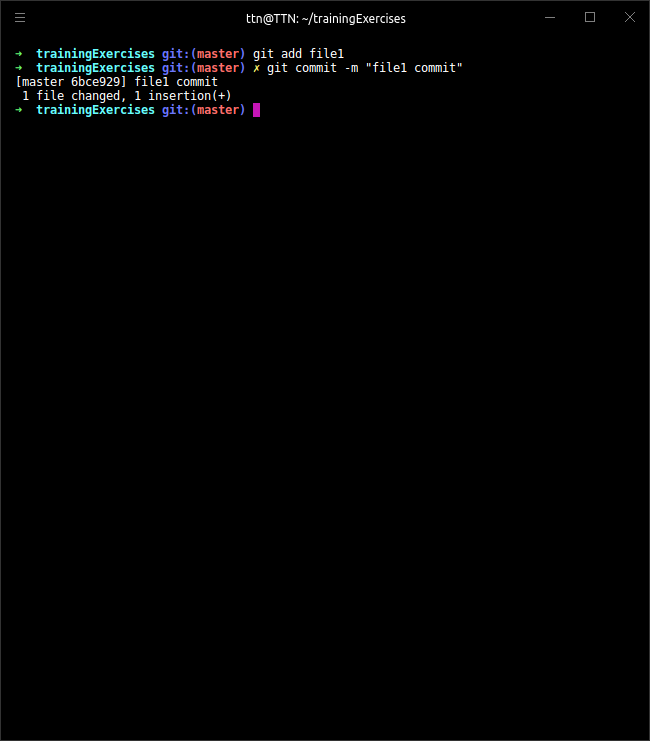 ttn@TTN: ~/trainingExercises
➜  trainingExercises git:(master) git add file1
➜  trainingExercises git:(master) ✗ git commit -m "file1 commit"
[master 6bce929] file1 commit
 1 file changed, 1 insertion(+)
➜  trainingExercises git:(master)